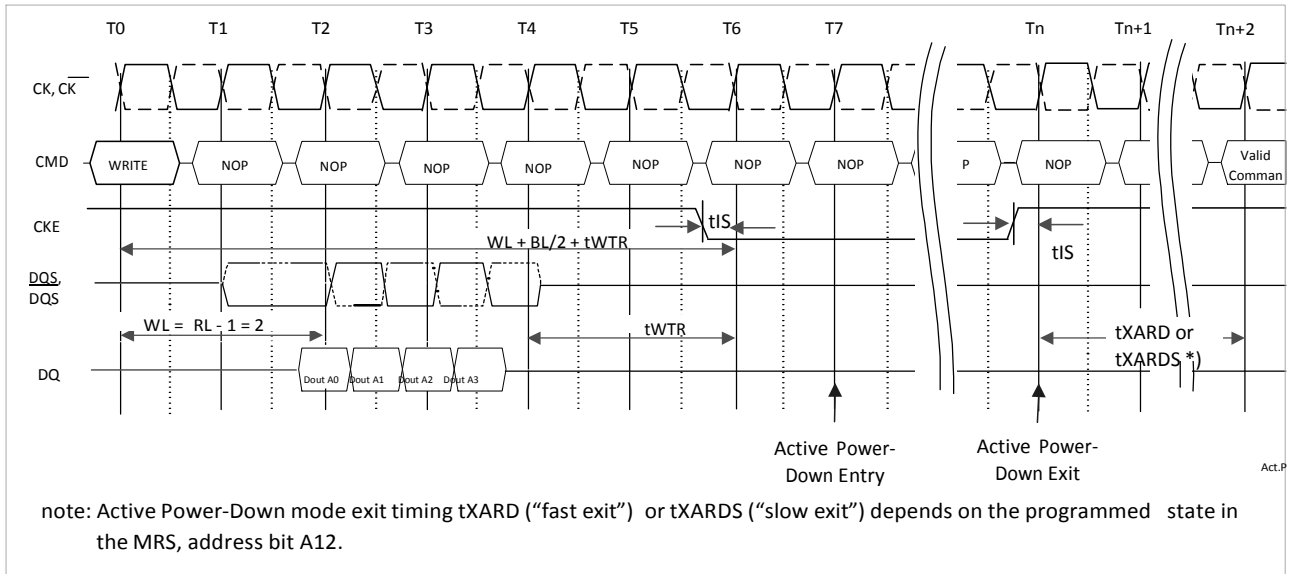 T0 T1 T2 T3 T4 T5 T6 T7 Tn Tn+1 Tn+2
CK, CK
CMD WRITE NOP NOP NOP NOP NOP NOP NOP P NOP Valid
Comman
CKE
tIS
tIS
WL + BL/2 + tWTR
DQS,
DQS
WL = RL - 1 = 2
tWTR
tXARD or
tXARDS *)
DQ Dout A0 Dout A1 Dout A2 Dout A3
Active Power-
Down Entry
Active Power-
Down Exit
Act.P
note: Active Power-Down mode exit timing tXARD (“fast exit”) or tXARDS (“slow exit”) depends on the programmed state in
the MRS, address bit A12.